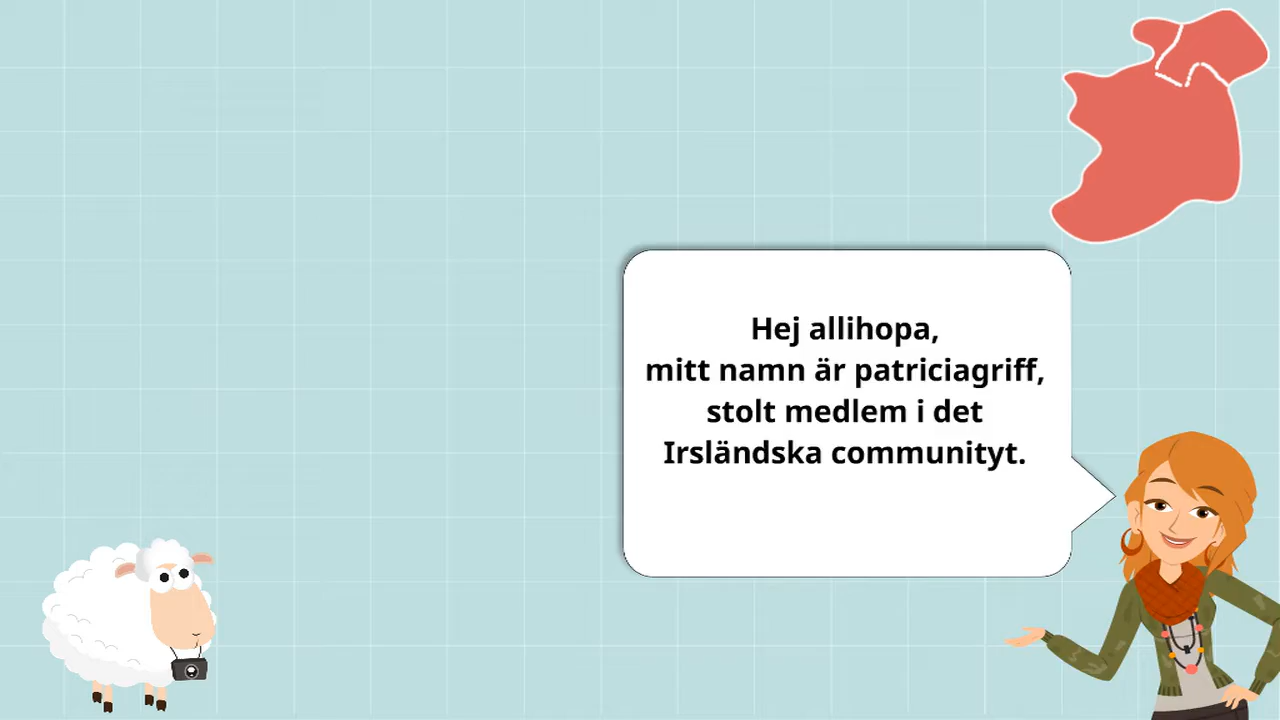 Hej allihopa,
mitt namn är patriciagriff,
stolt medlem i det
Irsländska communityt.